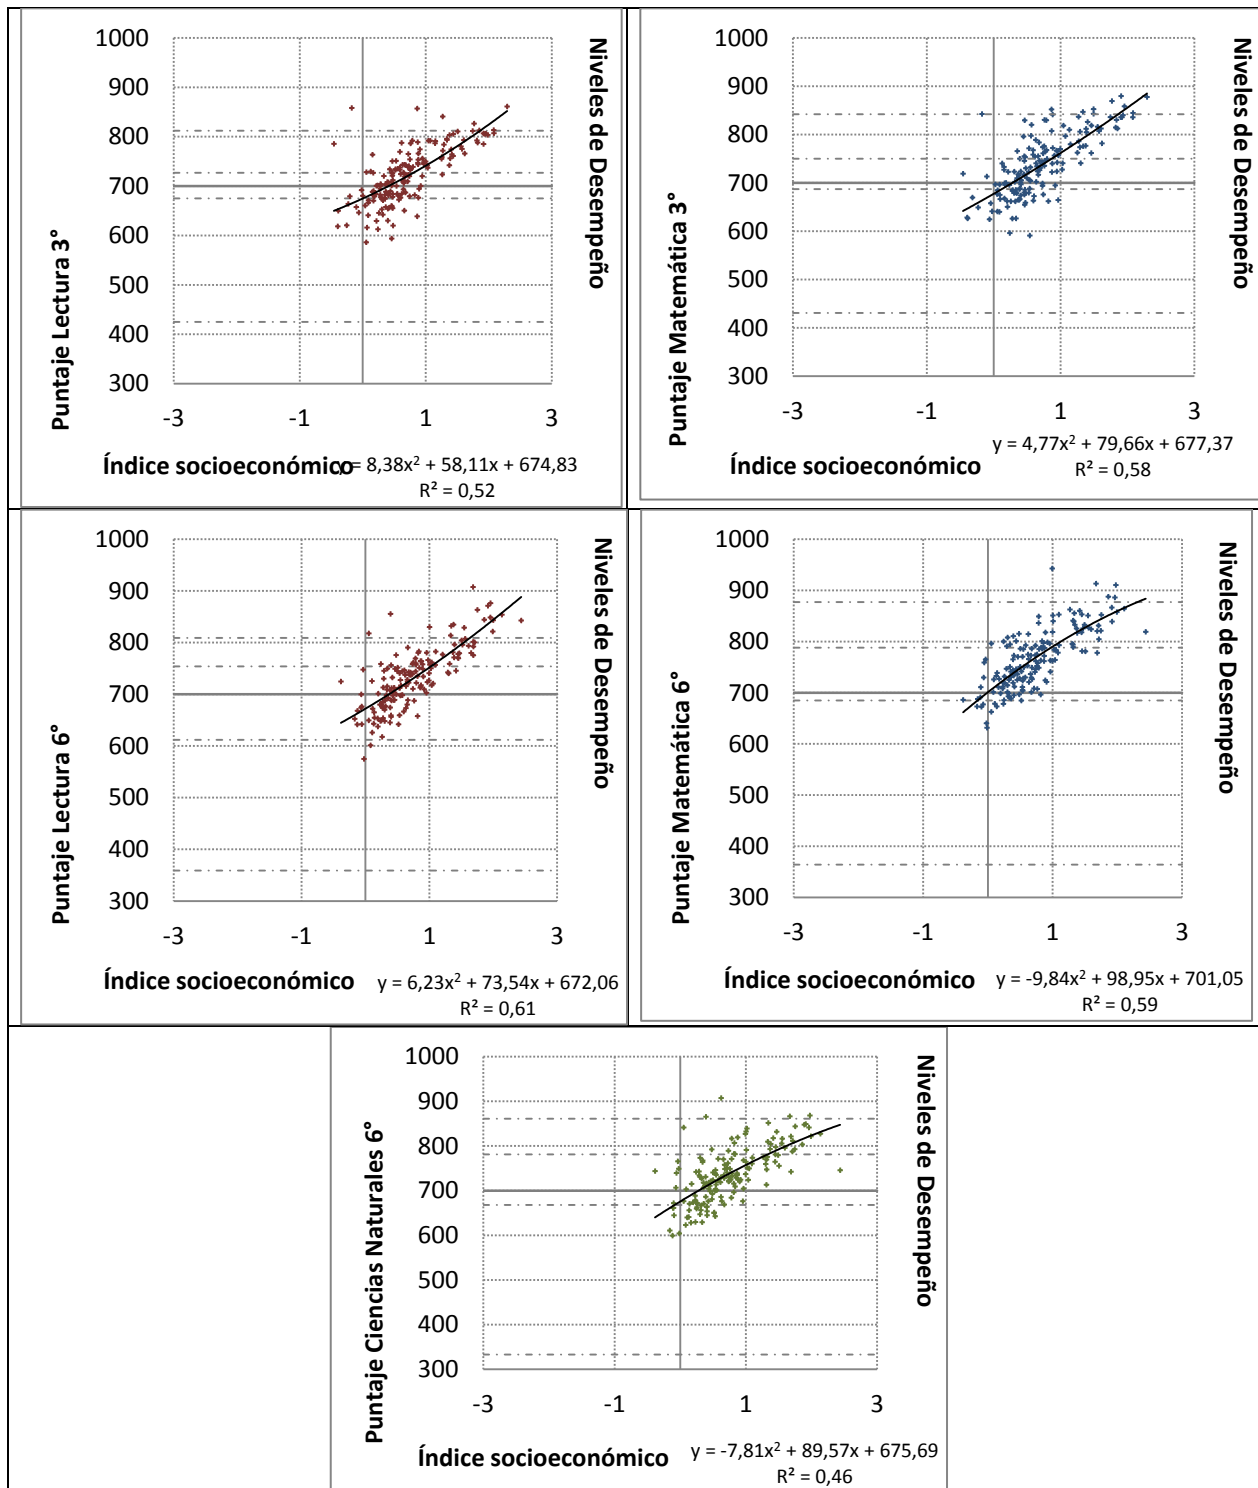 1000
900
800
700
600
500
400
300
-3
-1
1
3
Puntaje Lectura 3°
Niveles de Desempeño
Índice socioeconómico
y = 8,38x² + 58,11x + 674,83
R² = 0,52
1000
900
800
700
600
500
400
300
-3
-1
1
3
Puntaje Matemática 3°
Niveles de Desempeño
Índice socioeconómico
y = 4,77x² + 79,66x + 677,37
R² = 0,58
1000
900
800
700
600
500
400
300
-3
-1
1
3
Puntaje Lectura 6°
Niveles de Desempeño
Índice socioeconómico
y = 6,23x² + 73,54x + 672,06
R² = 0,61
1000
900
800
700
600
500
400
300
-3
-1
1
3
Puntaje Matemática 6°
Niveles de Desempeño
Índice socioeconómico
y = -9,84x² + 98,95x + 701,05
R² = 0,59
1000
900
800
700
600
500
400
300
-3
-1
1
3
Puntaje Ciencias Naturales 6°
Niveles de Desempeño
Índice socioeconómico
y = -7,81x² + 89,57x + 675,69
R² = 0,46